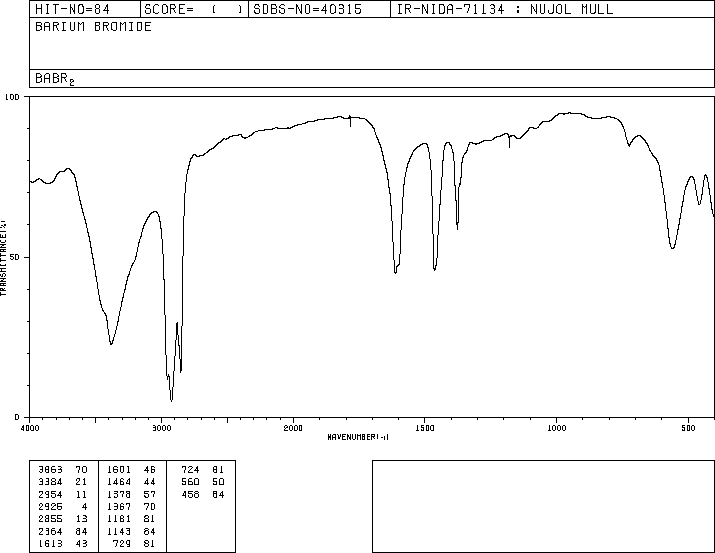 HIT-NO=84 SCORE= ( ) SDBS-NO=40315 IR-NIDA-71134 : NUJOL MULL
BARIUM BROMIDE
BABR2
100
50
0
TRANSMITTANCE(%)
4000 3000 2000 1500 1000 500
WAVENUMBER(-1)
3863 70 1601 46 724 81
3384 21 1464 44 560 50
2954 11 1378 57 458 64
2925 4 1367 70
2855 13 1181 81
2364 84 1143 84
1613 43 729 81